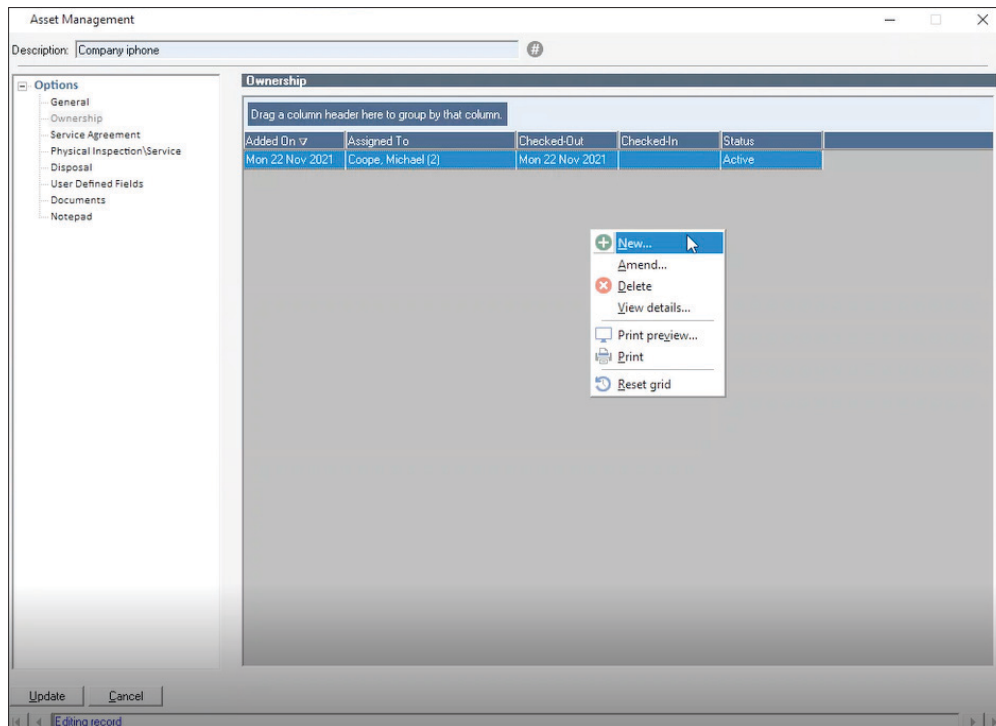 Asset Management
Description: Company iphone #
Options
General
Ownership
Service Agreement
Physical Inspection\Service
Disposal
User Defined Fields
Documents
Notepad
Ownership
Drag a column header here to group by that column.
Added On Assigned To Checked-Out Checked-In Status
Mon 22 Nov 2021 Coope, Michael (2) Mon 22 Nov 2021 Active
New...
Amend...
Delete
View details...
Print preview...
Print
Reset grid
Update Cancel
Editing record